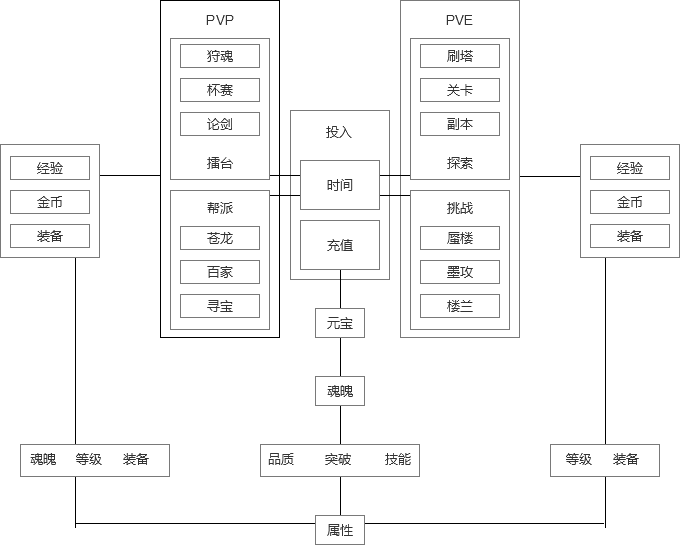 PVP
狩魂
杯赛
论剑
擂台
帮派
苍龙
百家
寻宝
PVE
刷塔
关卡
副本
探索
挑战
蜃楼
墨攻
楼兰
投入
时间
充值
经验
金币
装备
经验
金币
装备
元宝
魂魄
魂魄 等级 装备
品质 突破 技能
等级 装备
属性